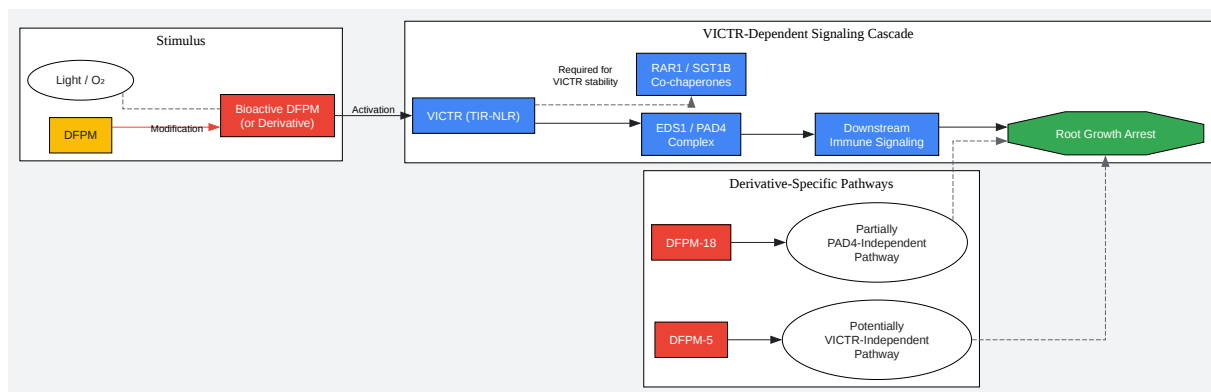 Stimulus
Light / O₂
DFPM
Modification
Bioactive DFPM
(or Derivative)
Activation
VICTR-Dependent Signaling Cascade
VICTR (TIR-NLR)
Required for
VICTR stability
RAR1 / SGT1B
Co-chaperones
EDS1 / PAD4
Complex
Downstream
Immune Signaling
Root Growth Arrest
Derivative-Specific Pathways
DFPM-18
Partially
PAD4-Independent
Pathway
DFPM-5
Potentially
VICTR-Independent
Pathway